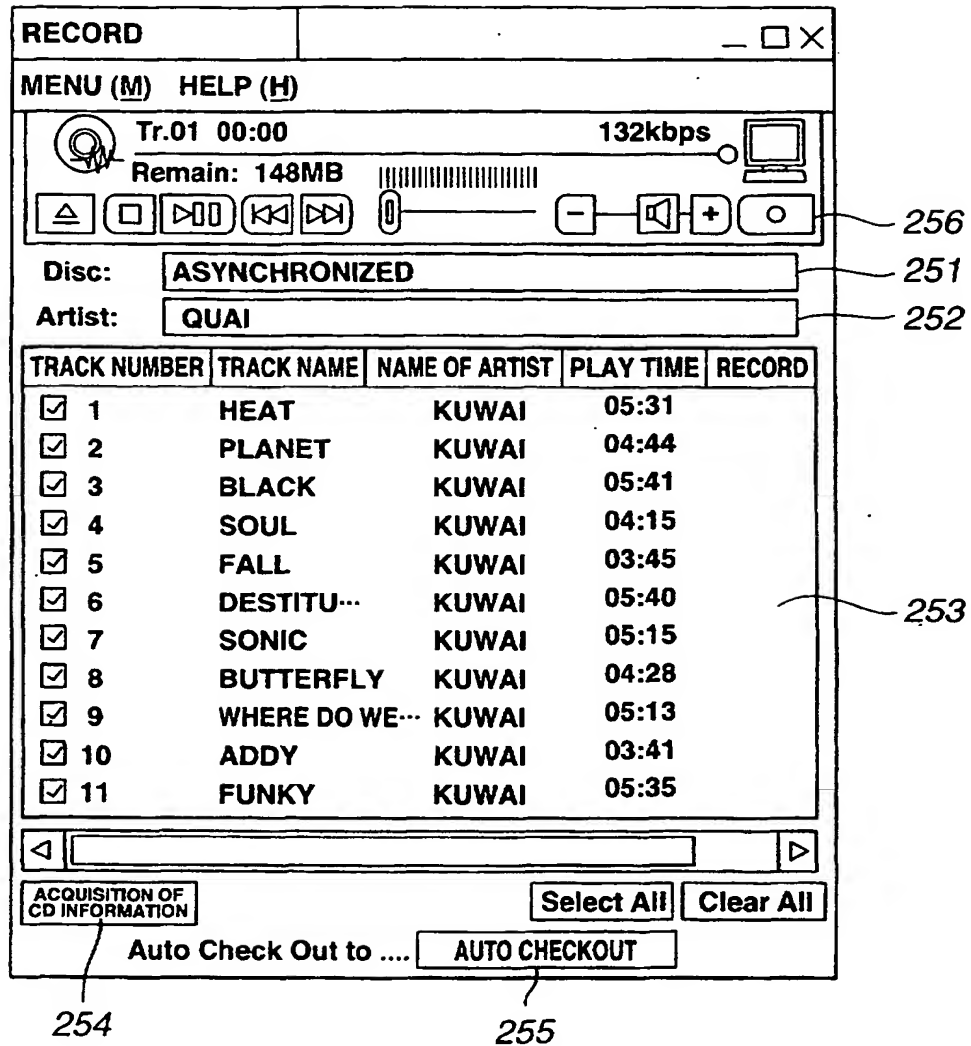 RECORD
MENU (M) HELP (H)
Tr.01 00:00 132kbps
Remain: 148MB
256
Disc: ASYNCHRONIZED 251
Artist: QUAI 252
TRACK NUMBER TRACK NAME NAME OF ARTIST PLAY TIME RECORD
1 HEAT KUWAI 05:31
2 PLANET KUWAI 04:44
3 BLACK KUWAI 05:41
4 SOUL KUWAI 04:15
5 FALL KUWAI 03:45
6 DESTITU... KUWAI 05:40
253
7 SONIC KUWAI 05:15
8 BUTTERFLY KUWAI 04:28
9 WHERE DO WE... KUWAI 05:13
10 ADDY KUWAI 03:41
11 FUNKY KUWAI 05:35
ACQUISITION OF
CD INFORMATION
Select All Clear All
Auto Check Out to .... AUTO CHECKOUT
254 255